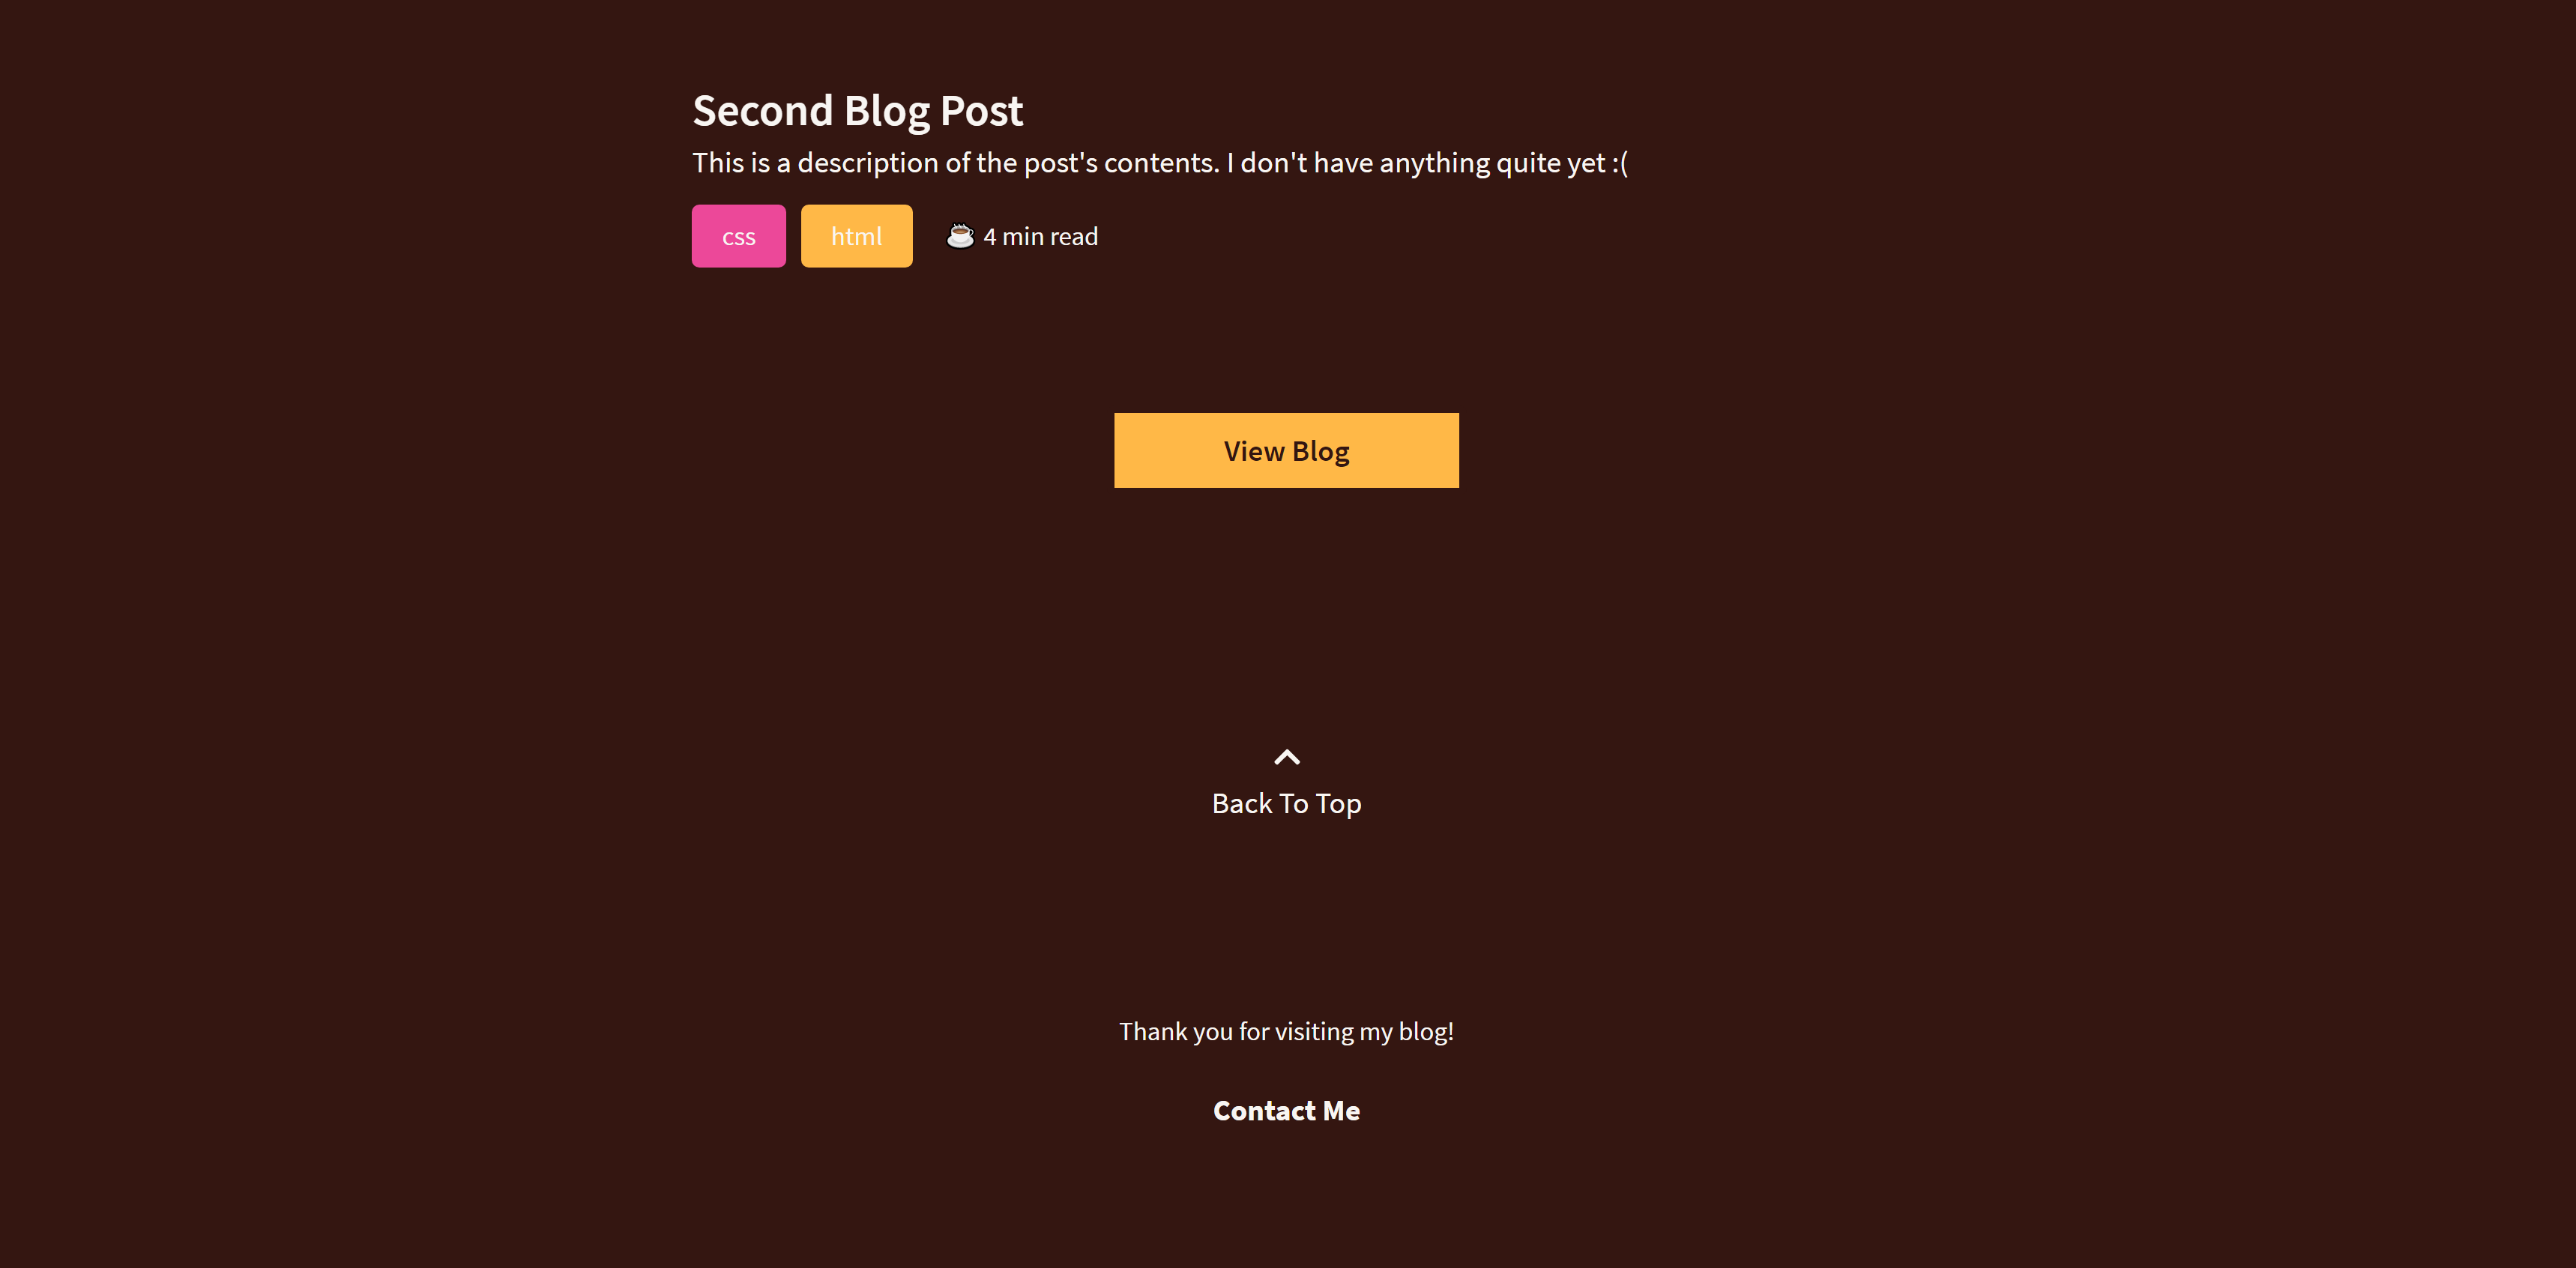 Second Blog Post
This is a description of the post's contents. I don't have anything quite yet :(
css html ☕ 4 min read
View Blog
Back To Top
Thank you for visiting my blog!
Contact Me